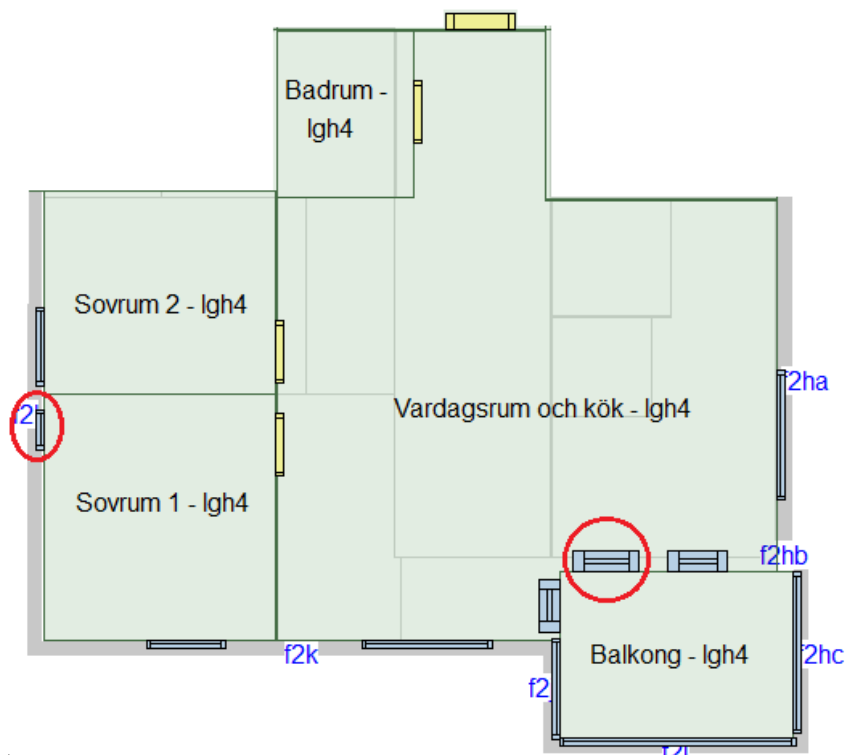 Badrum -
lgh4
Sovrum 2 - lgh4
f2ha
Vardagsrum och kök - lgh4
Sovrum 1 - lgh4
f2hb
f2k
Balkong - lgh4
f2hc